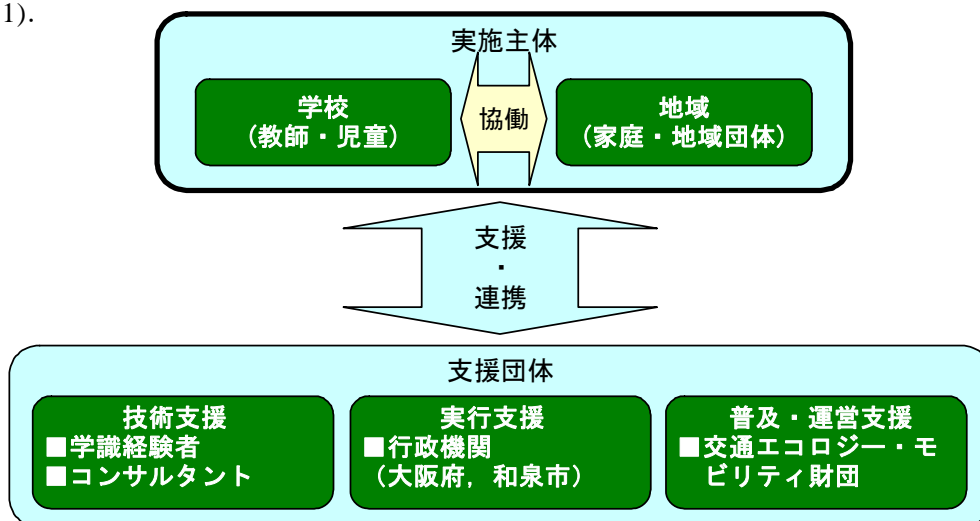 1).
実施主体
学校
(教師・児童)
協働
地域
(家庭・地域団体)
支援
・
連携
支援団体
技術支援
■学識経験者
■コンサルタント
実行支援
■行政機関
(大阪府，和泉市)
普及・運営支援
■交通エコロジー・モ
ビリティ財団